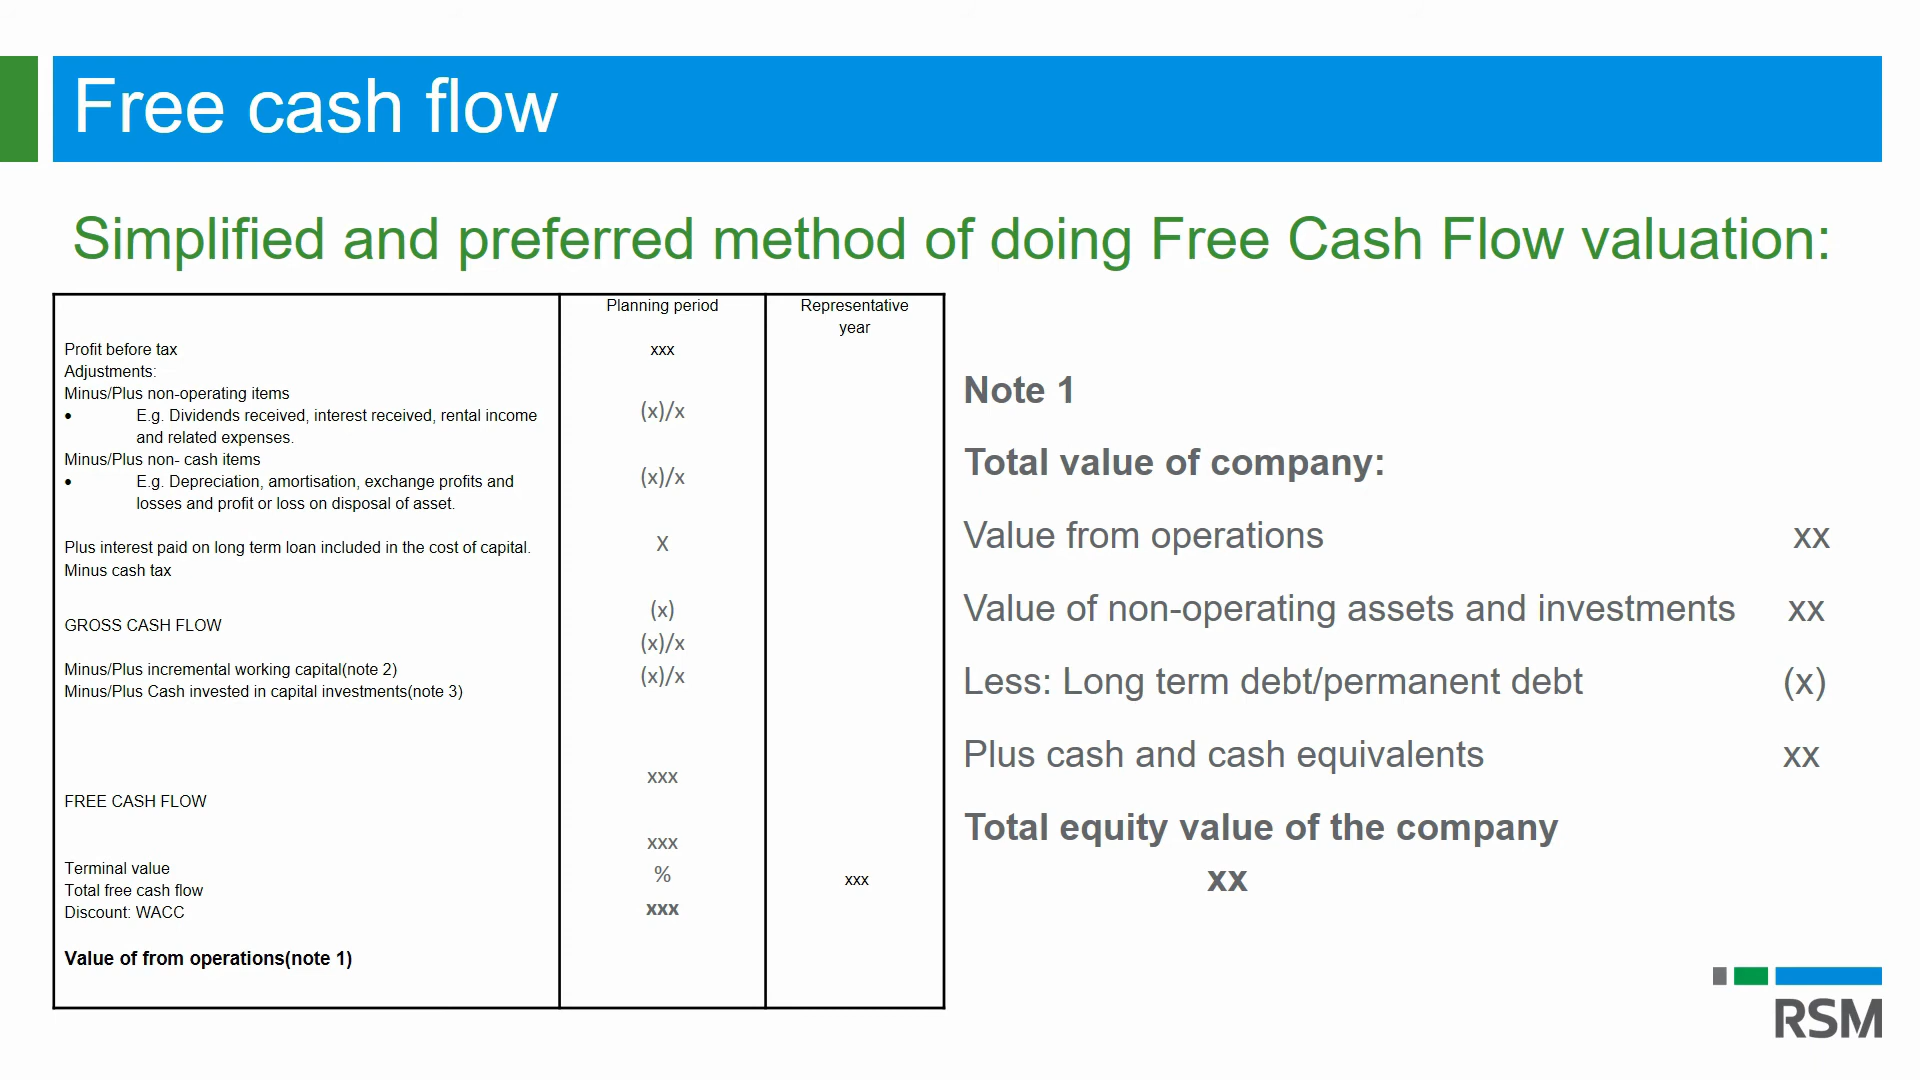 Free cash flow
Simplified and preferred method of doing Free Cash Flow valuation:
Planning period
Representative
year
Profit before tax
xxx
Adjustments:
Minus/Plus non-operating items
• E.g. Dividends received, interest received, rental income
and related expenses.
(x)/x
Minus/Plus non- cash items
• E.g. Depreciation, amortisation, exchange profits and
losses and profit or loss on disposal of asset.
(x)/x
Plus interest paid on long term loan included in the cost of capital.
X
Minus cash tax
(x)
GROSS CASH FLOW
(x)/x
Minus/Plus incremental working capital(note 2)
(x)/x
Minus/Plus Cash invested in capital investments(note 3)
xxx
FREE CASH FLOW
xxx
Terminal value
%
Total free cash flow
xxx
Discount: WACC
xxx
Value of from operations(note 1)
Note 1
Total value of company:
Value from operations xx
Value of non-operating assets and investments xx
Less: Long term debt/permanent debt (x)
Plus cash and cash equivalents xx
Total equity value of the company
xx
RSM